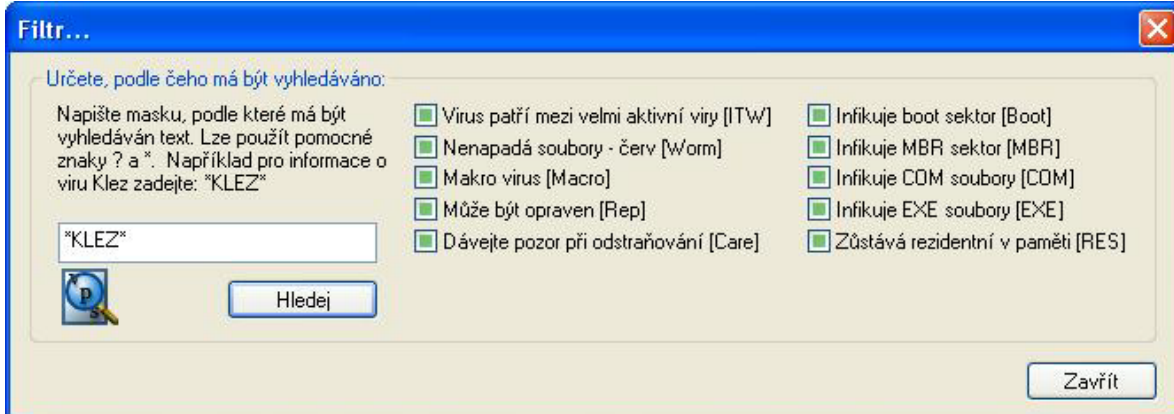 Filtr...
Určete, podle čeho má být vyhledáváno:
Napište masku, podle které má být
vyhledáván text. Lze použít pomocné
znaky ? a *.  Například pro informace o
viru Klez zadejte: *KLEZ*
*KLEZ*
VPS
Hledej
Virus patří mezi velmi aktivní viry [ITW]
Nenapadá soubory - červ [Worm]
Makro virus [Macro]
Může být opraven [Rep]
Dávejte pozor při odstraňování [Care]
Infikuje boot sektor [Boot]
Infikuje MBR sektor [MBR]
Infikuje COM soubory [COM]
Infikuje EXE soubory [EXE]
Zůstává rezidentní v paměti [RES]
Zavřít